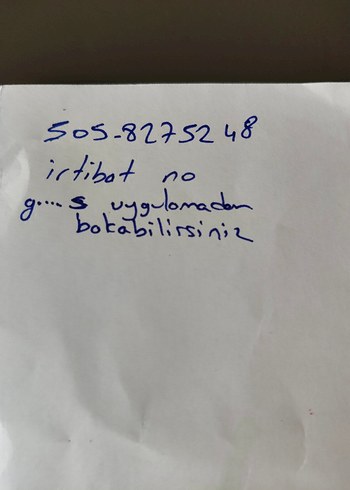 505-8275248
irtibat no
g.... s uygulamadan
bakabilirsiniz